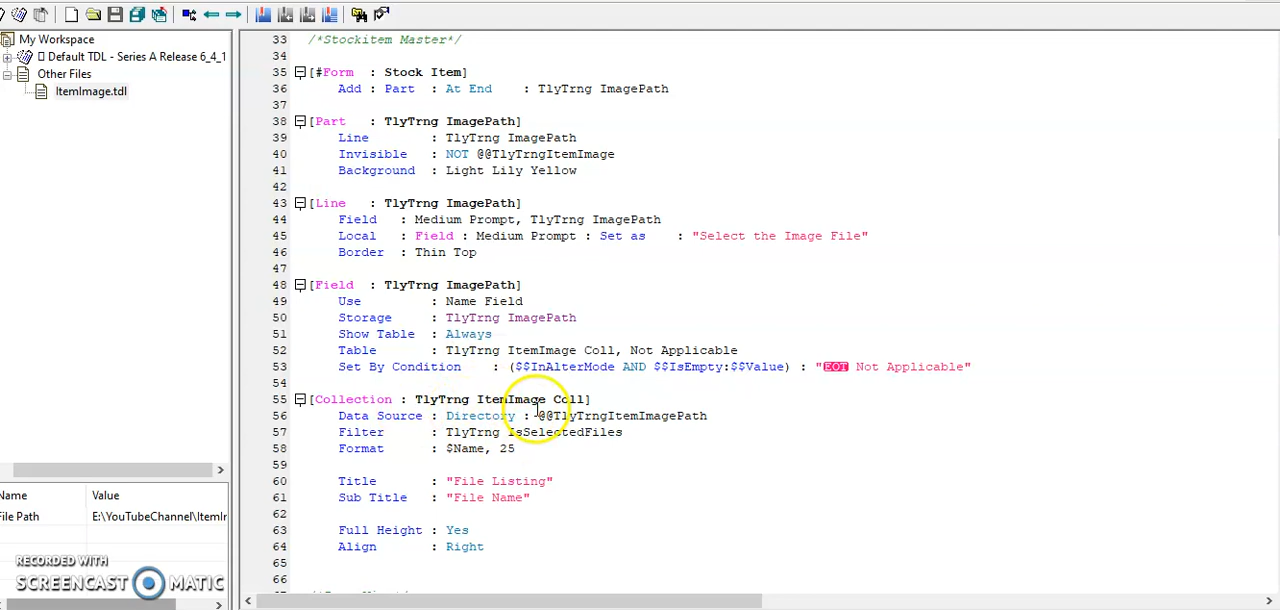 My Workspace
Default TDL - Series A Release 6_4_1
Other Files
ItemImage.tdl
Name Value
File Path E:\YouTubeChannel\ItemIr
RECORDED WITH
SCREENCAST MATIC
33 /*Stockitem Master*/
34
35 [#Form : Stock Item]
36 Add : Part : At End : TlyTrng ImagePath
37
38 [Part : TlyTrng ImagePath]
39 Line : TlyTrng ImagePath
40 Invisible : NOT @@TlyTrngItemImage
41 Background : Light Lily Yellow
42
43 [Line : TlyTrng ImagePath]
44 Field : Medium Prompt, TlyTrng ImagePath
45 Local : Field : Medium Prompt : Set as : "Select the Image File"
46 Border : Thin Top
47
48 [Field : TlyTrng ImagePath]
49 Use : Name Field
50 Storage : TlyTrng ImagePath
51 Show Table : Always
52 Table : TlyTrng ItemImage Coll, Not Applicable
53 Set By Condition : ($$InAlterMode AND $$IsEmpty:$$Value) : "EOT Not Applicable"
54
55 [Collection : TlyTrng ItemImage Coll]
56 Data Source : Directory : @@TlyTrngItemImagePath
57 Filter : TlyTrng IsSelectedFiles
58 Format : $Name, 25
59
60 Title : "File Listing"
61 Sub Title : "File Name"
62
63 Full Height : Yes
64 Align : Right
65
66